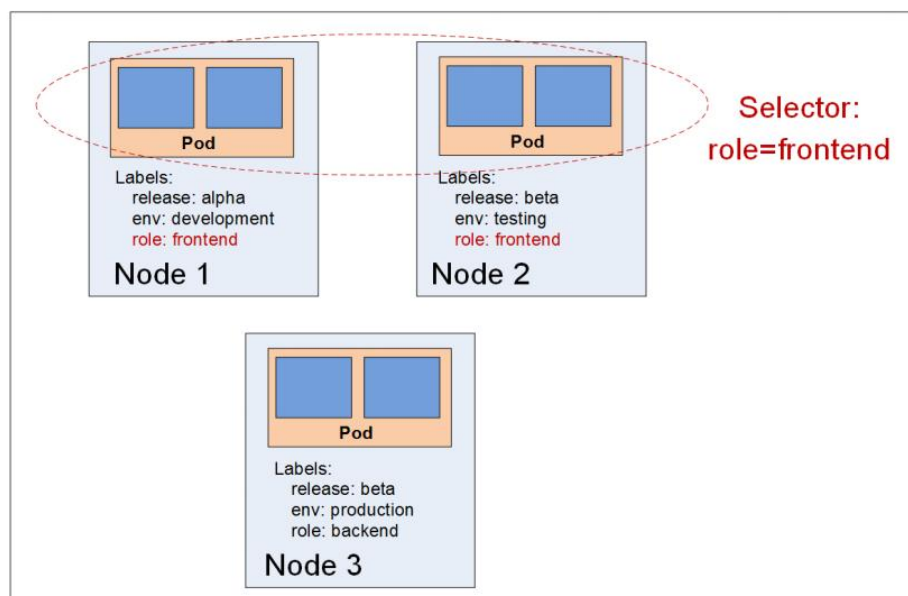 Pod
Labels:
release: alpha
env: development
role: frontend
Node 1
Pod
Labels:
release: beta
env: testing
role: frontend
Node 2
Selector:
role=frontend
Pod
Labels:
release: beta
env: production
role: backend
Node 3